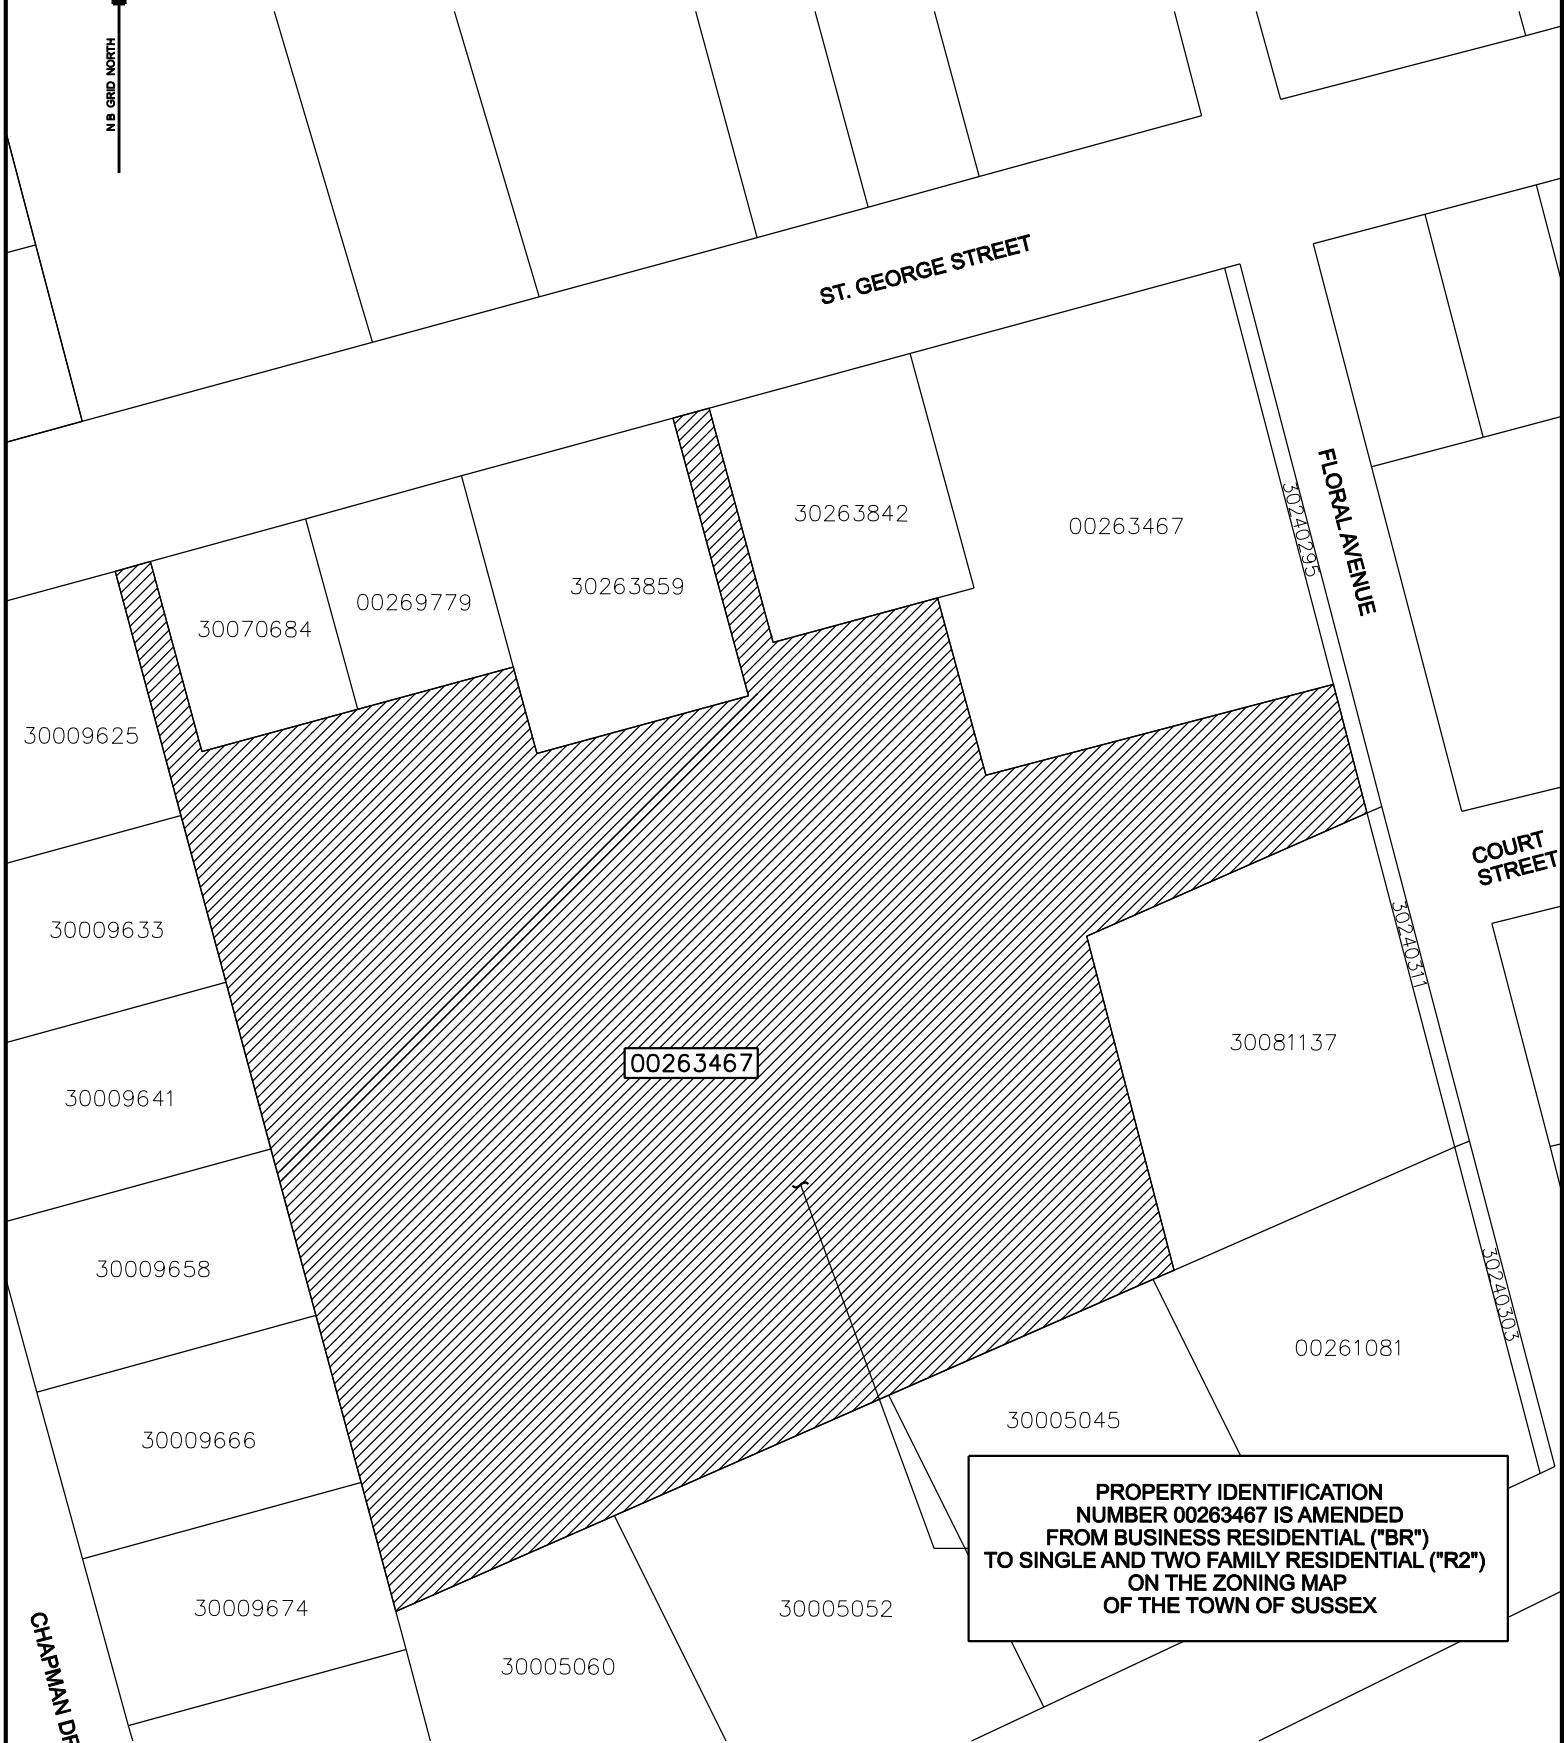 N B GRID NORTH
ST. GEORGE STREET
30263842
00263467
30240295
FLORAL AVENUE
30263859
00269779
30070684
30009625
COURT
STREET
30009633
30240311
30081137
00263467
30009641
30009658
30240303
00261081
30005045
30009666
PROPERTY IDENTIFICATION
NUMBER 00263467 IS AMENDED
FROM BUSINESS RESIDENTIAL ("BR")
TO SINGLE AND TWO FAMILY RESIDENTIAL ("R2")
ON THE ZONING MAP
OF THE TOWN OF SUSSEX
30009674
30005052
30005060
CHAPMAN